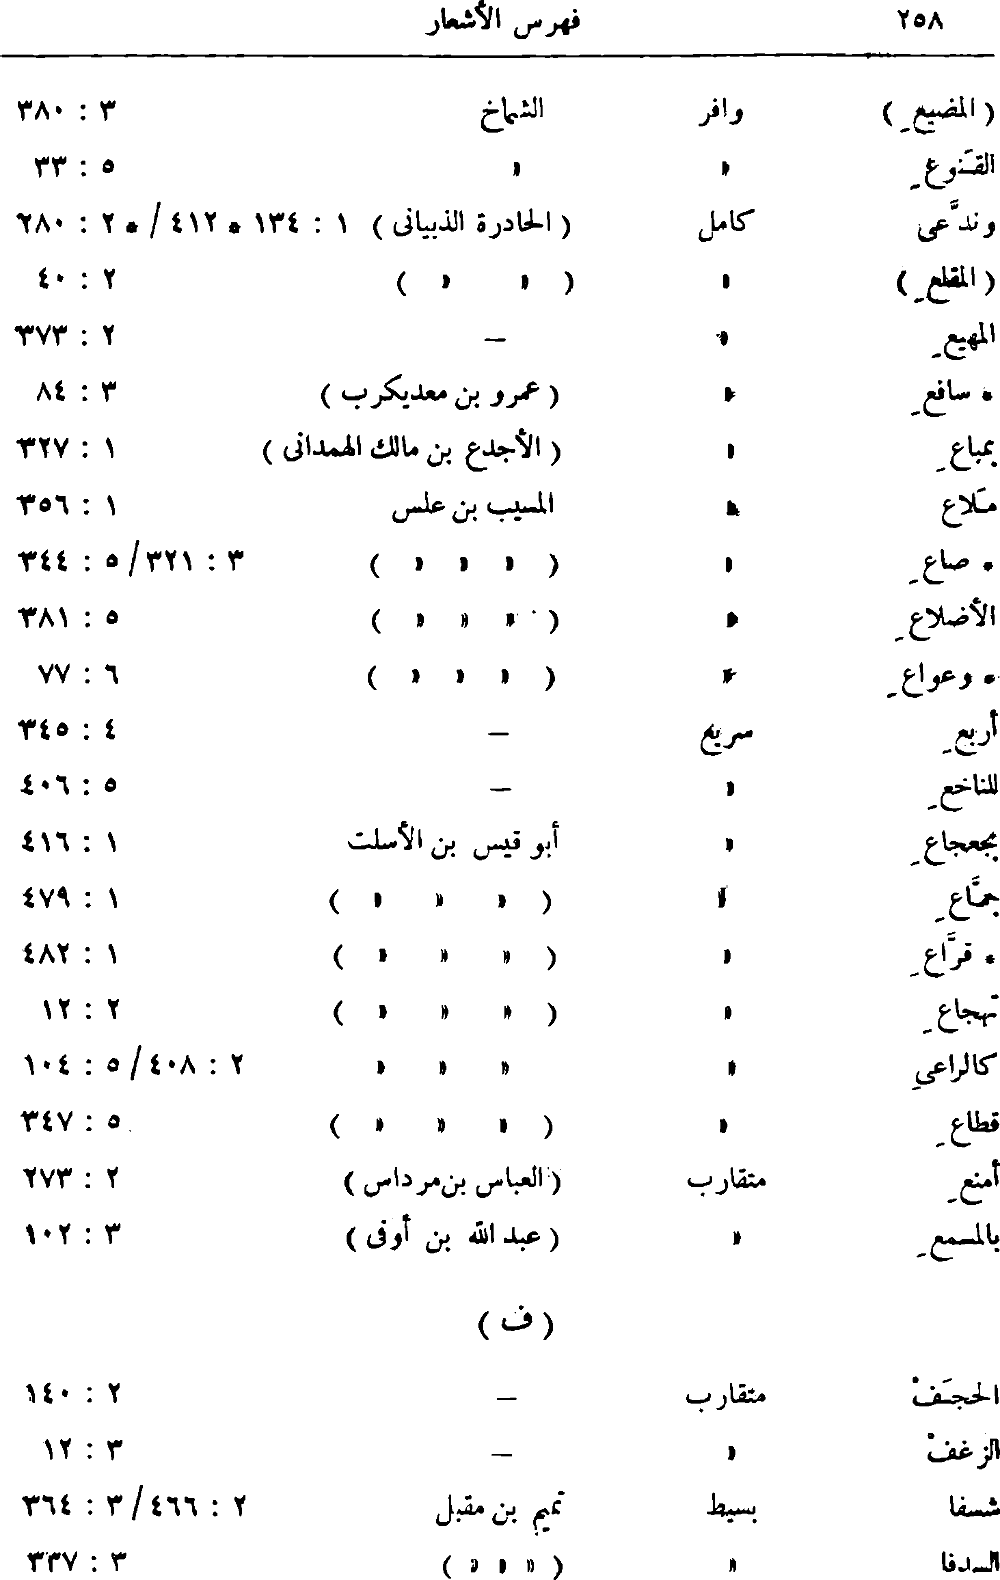 ٢٥٨ فهرس الأشعار
( المضيعِ ) وافر الشماخ ٣ : ٣٨٠
القَنوعِ » » ٥ : ٣٣
وندَّعى كامل ( الحادرة الذبيانى ) ١ : ١٣٤ * ٤١٢ / * ٢ : ٢٨٠
( المقلعِ ) » ( » » ) ٢ : ٤٠
المهيعِ » — ٢ : ٣٧٣
* سافعِ » ( عمرو بن معديكرب ) ٣ : ٨٤
بمباعِ » ( الأجدع بن مالك الهمدانى ) ١ : ٣٢٧
مَلاع » المسيب بن علس ١ : ٣٥٦
* صاعِ » ( » » » ) ٣ : ٣٢١ / ٥ : ٣٤٤
الأضلاعِ » ( » » » ) ٥ : ٣٨١
* وعواعِ » ( » » » ) ٦ : ٧٧
أربعِ سريع — ٤ : ٣٤٥
للناخعِ » — ٥ : ٤٠٦
بجعجاعِ » أبو قيس بن الأسلت ١ : ٤١٦
جمَّاعِ » ( » » » ) ١ : ٤٧٩
* قرَّاعِ » ( » » » ) ١ : ٤٨٢
تهجاعِ » ( » » » ) ٢ : ١٢
كالراعىِ » » » » ٢ : ٤٠٨ / ٥ : ١٠٤
قطاعِ » ( » » » ) ٥ : ٣٤٧
أمنعِ متقارب ( العباس بن مرداس ) ٢ : ٢٧٣
بالمسمعِ » ( عبد الله بن أوفى ) ٣ : ١٠٢
( ف )
الحجَفْ متقارب — ٢ : ١٤٠
الزغفْ » — ٣ : ١٢
شسفا بسيط تميم بن مقبل ٢ : ٤٦٦ / ٣ : ٣٦٤
السدفا » ( » » » ) ٣ : ٣٣٧